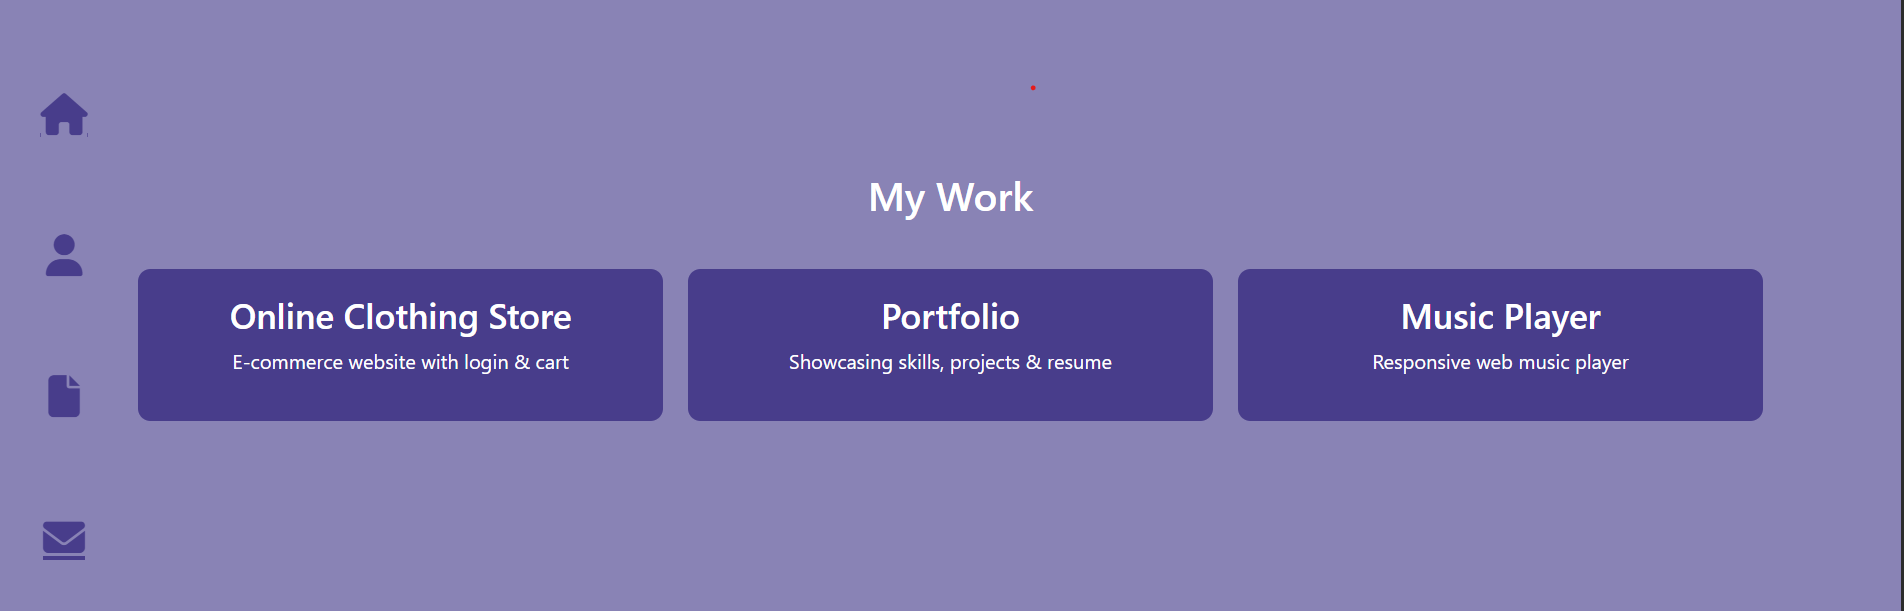 My Work
Online Clothing Store
E-commerce website with login & cart
Portfolio
Showcasing skills, projects & resume
Music Player
Responsive web music player